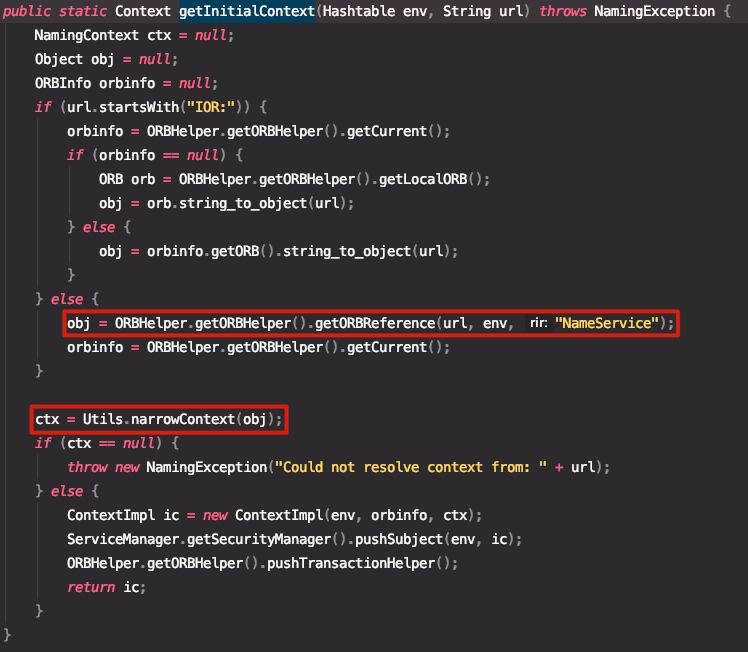 public static Context getInitialContext(Hashtable env, String url) throws NamingException {
    NamingContext ctx = null;
    Object obj = null;
    ORBInfo orbinfo = null;
    if (url.startsWith("IOR:")) {
        orbinfo = ORBHelper.getORBHelper().getCurrent();
        if (orbinfo == null) {
            ORB orb = ORBHelper.getORBHelper().getLocalORB();
            obj = orb.string_to_object(url);
        } else {
            obj = orbinfo.getORB().string_to_object(url);
        }
    } else {
        obj = ORBHelper.getORBHelper().getORBReference(url, env, rir: "NameService");
        orbinfo = ORBHelper.getORBHelper().getCurrent();
    }
    ctx = Utils.narrowContext(obj);
    if (ctx == null) {
        throw new NamingException("Could not resolve context from: " + url);
    } else {
        ContextImpl ic = new ContextImpl(env, orbinfo, ctx);
        ServiceManager.getSecurityManager().pushSubject(env, ic);
        ORBHelper.getORBHelper().pushTransactionHelper();
        return ic;
    }
}